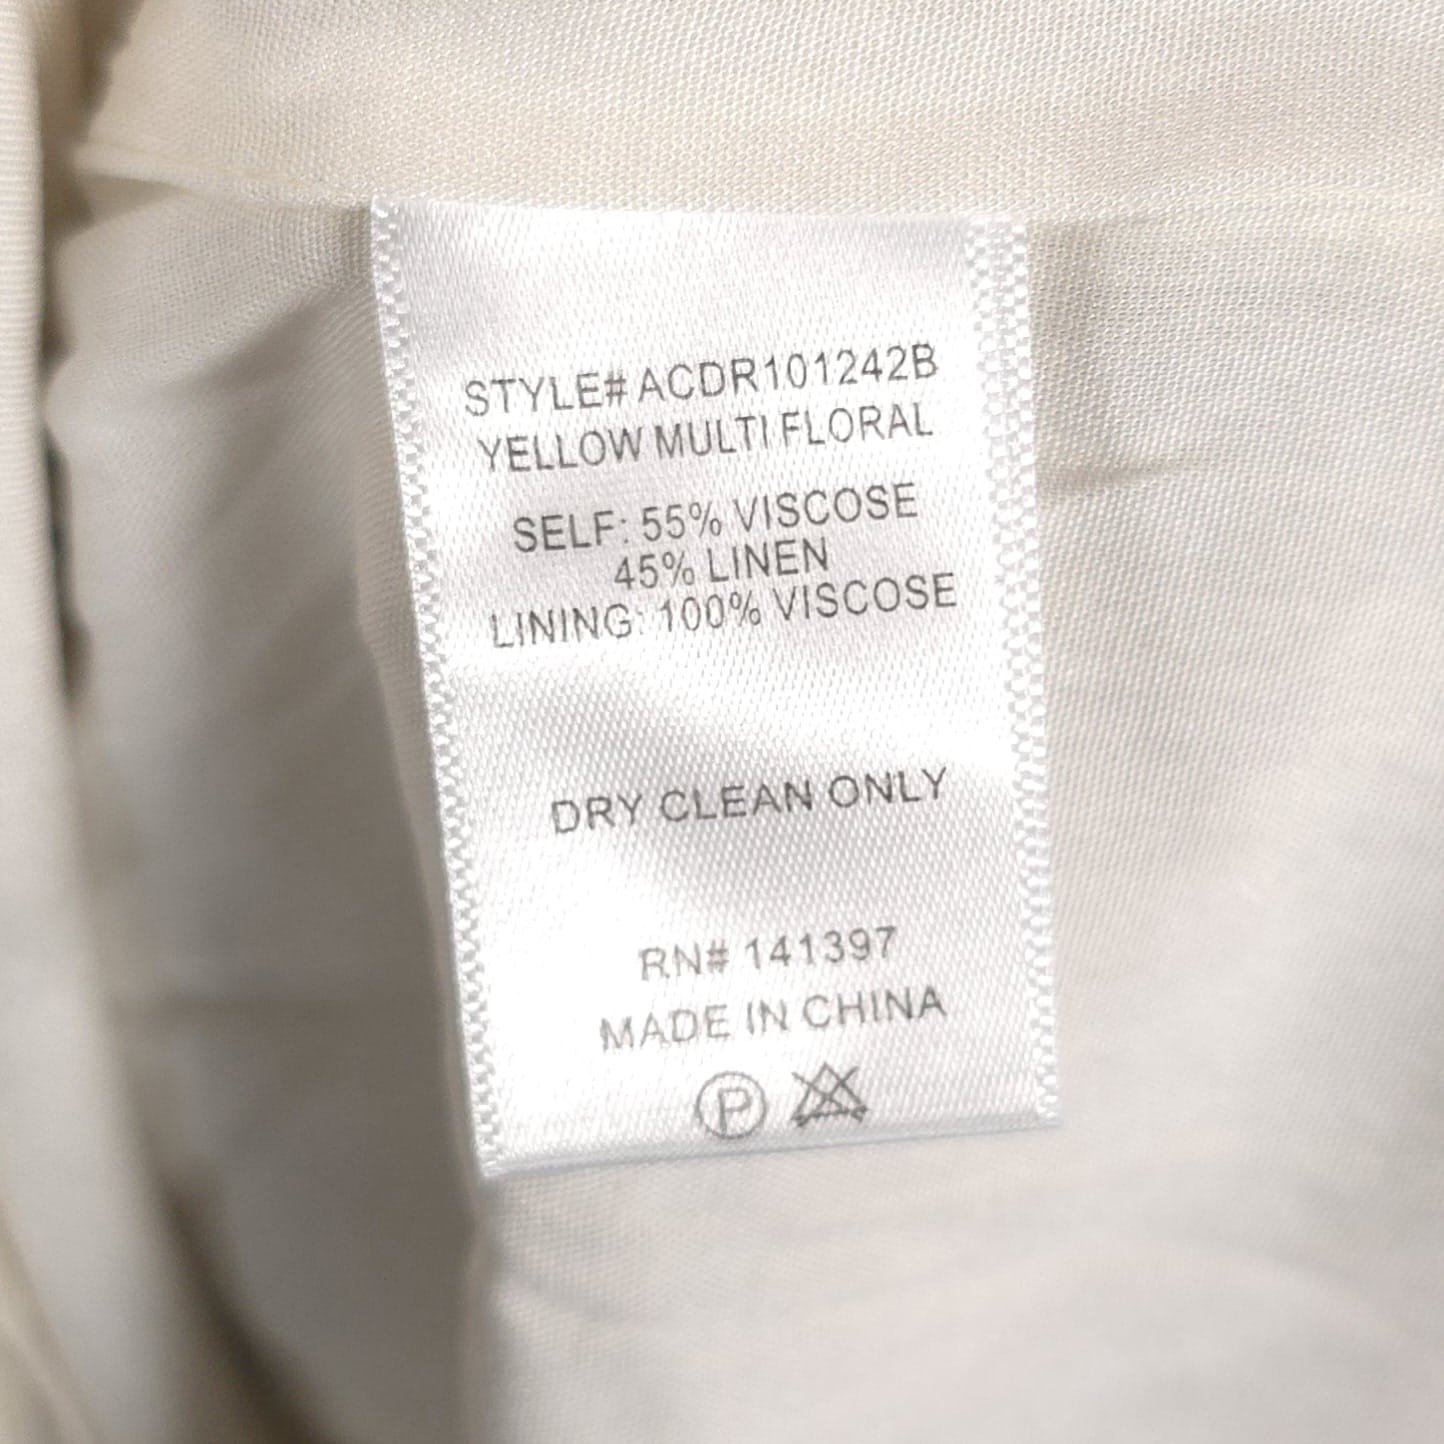 STYLE# ACDR101242B
YELLOW MULTI FLORAL
SELF: 55% VISCOSE
45% LINEN
LINING: 100% VISCOSE
DRY CLEAN ONLY
RN# 141397
MADE IN CHINA
P